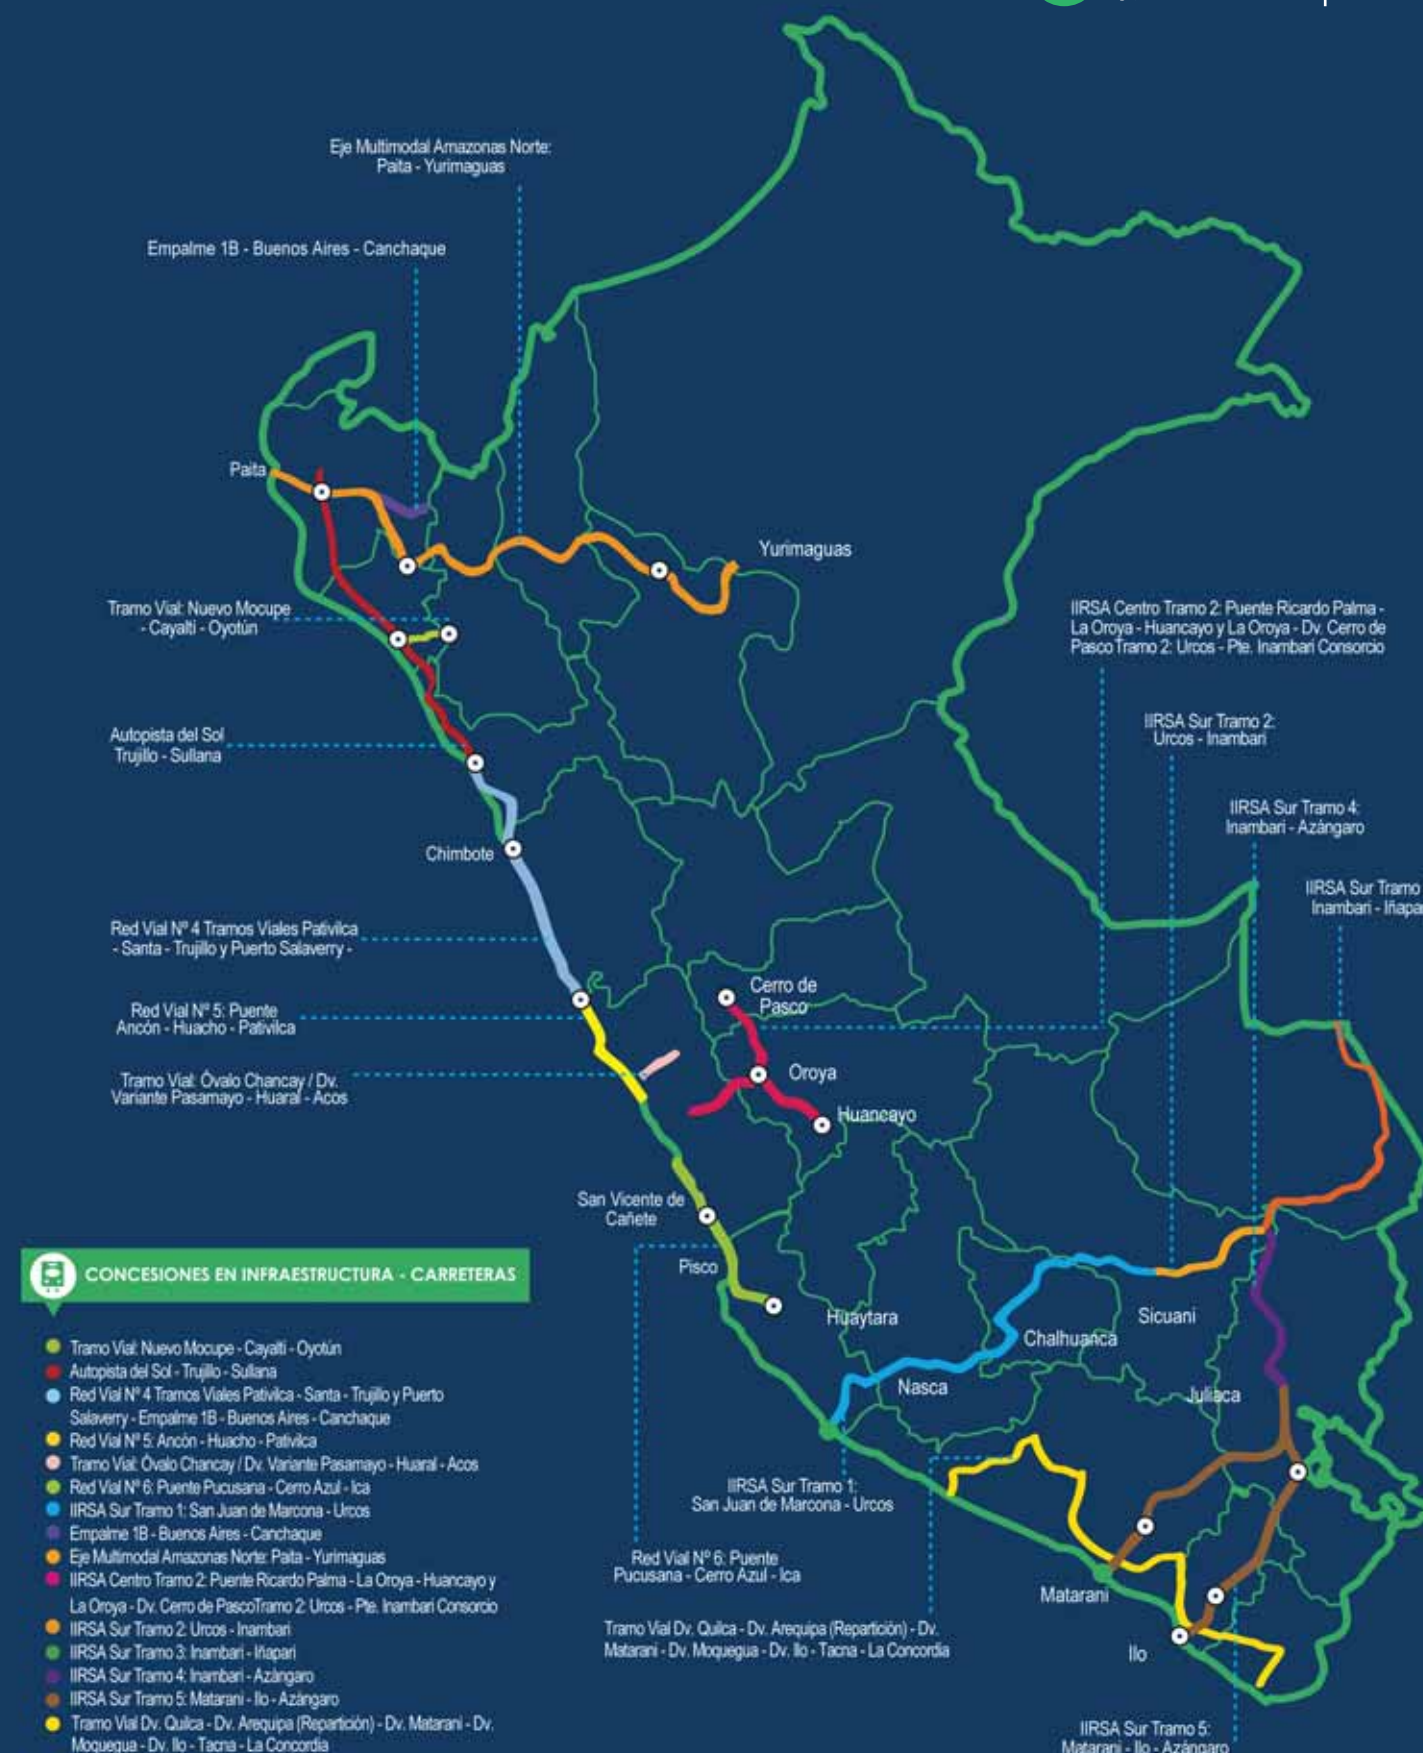 Eje Multimodal Amazonas Norte:
Paita - Yurimaguas
Empalme 1B - Buenos Aires - Canchaque
Paita
Yurimaguas
Tramo Vial: Nuevo Mocupe
- Cayalti - Oyotún
IIRSA Centro Tramo 2: Puente Ricardo Palma -
La Oroya - Huancayo y La Oroya - Dv. Cerro de
PascoTramo 2: Urcos - Pte. Inambari Consorcio
IIRSA Sur Tramo 2:
Urcos - Inambari
Autopista del Sol
Trujillo - Sullana
IIRSA Sur Tramo 4:
Inambari - Azángaro
Chimbote
IIRSA Sur Tramo
Inambari - Iñapa
Red Vial Nº 4 Tramos Viales Pativilca
- Santa - Trujillo y Puerto Salaverry -
Cerro de
Pasco
Red Vial Nº 5: Puente
Ancón - Huacho - Pativilca
Tramo Vial: Óvalo Chancay / Dv.
Variante Pasamayo - Huaral - Acos
Oroya
Huancayo
San Vicente de
Cañete
Pisco
Huaytara
Sicuani
Chalhuanca
Nasca
Juliaca
IIRSA Sur Tramo 1:
San Juan de Marcona - Urcos
Red Vial Nº 6: Puente
Pucusana - Cerro Azul - Ica
Matarani
Tramo Vial Dv. Quilca - Dv. Arequipa (Repartición) - Dv.
Matarani - Dv. Moquegua - Dv. Ilo - Tacna - La Concordia
Ilo
IIRSA Sur Tramo 5:
Matarani - Ilo - Azángaro
CONCESIONES EN INFRAESTRUCTURA - CARRETERAS
Tramo Vial: Nuevo Mocupe - Cayaltí - Oyotún
Autopista del Sol - Trujillo - Sullana
Red Vial Nº 4 Tramos Viales Pativilca - Santa - Trujillo y Puerto
Salaverry - Empalme 1B - Buenos Aires - Canchaque
Red Vial Nº 5: Ancón - Huacho - Pativilca
Tramo Vial: Óvalo Chancay / Dv. Variante Pasamayo - Huaral - Acos
Red Vial Nº 6: Puente Pucusana - Cerro Azul - Ica
IIRSA Sur Tramo 1: San Juan de Marcona - Urcos
Empalme 1B - Buenos Aires - Canchaque
Eje Multimodal Amazonas Norte: Paita - Yurimaguas
IIRSA Centro Tramo 2: Puente Ricardo Palma - La Oroya - Huancayo y
La Oroya - Dv. Cerro de PascoTramo 2: Urcos - Pte. Inambari Consorcio
IIRSA Sur Tramo 2: Urcos - Inambari
IIRSA Sur Tramo 3: Inambari - Iñapari
IIRSA Sur Tramo 4: Inambari - Azángaro
IIRSA Sur Tramo 5: Matarani - Ilo - Azángaro
Tramo Vial Dv. Quilca - Dv. Arequipa (Repartición) - Dv. Matarani - Dv.
Moquegua - Dv. Ilo - Tacna - La Concordia